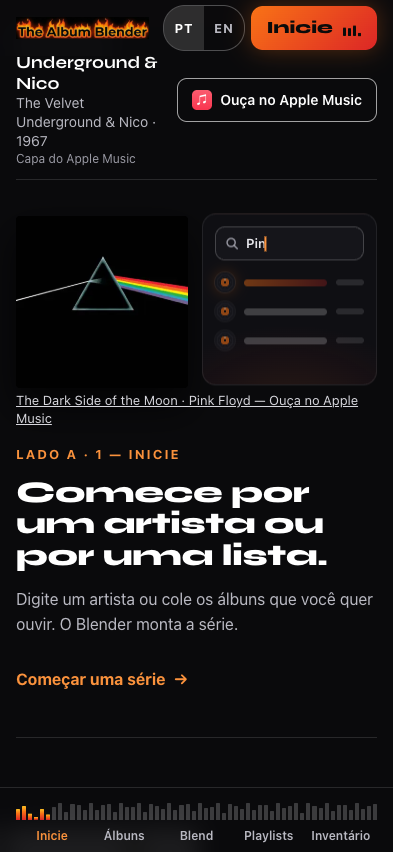 The Album Blender
PT
EN
Inicie
Underground &
Nico
The Velvet
Underground & Nico ·
1967
Capa do Apple Music
Ouça no Apple Music
Pin
The Dark Side of the Moon · Pink Floyd — Ouça no Apple
Music
LADO A · 1 — INICIE
Comece por
um artista ou
por uma lista.
Digite um artista ou cole os álbuns que você quer
ouvir. O Blender monta a série.
Começar uma série →
Inicie
Álbuns
Blend
Playlists
Inventário